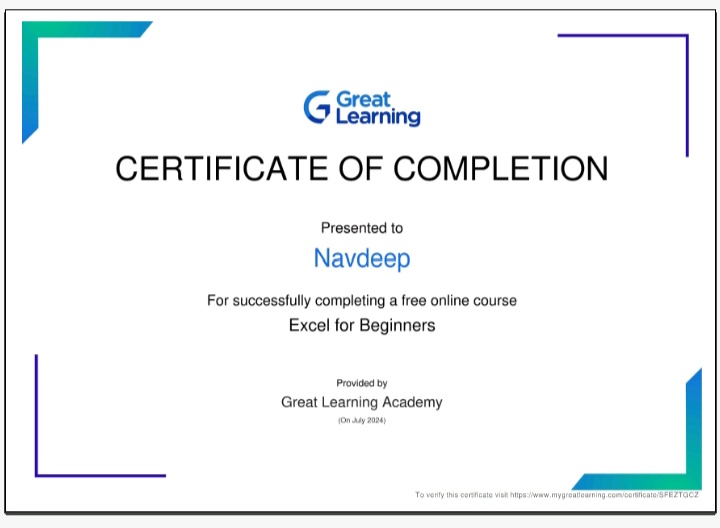 Great
Learning
CERTIFICATE OF COMPLETION
Presented to
Navdeep
For successfully completing a free online course
Excel for Beginners
Provided by
Great Learning Academy
(On July 2024)
To verify this certificate visit https://www.mygreatlearning.com/certificate/SFEZTGCZ